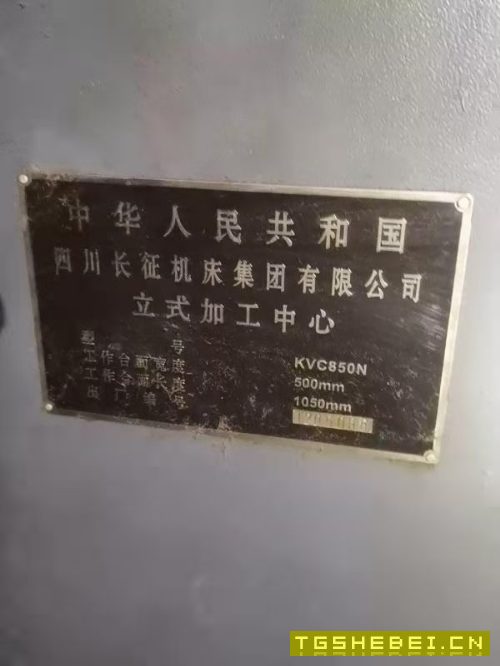 中华人民共和国
四川长征机床集团有限公司
立式加工中心
型号 KVC850N
工作台面宽度 500mm
工作台面长度 1050mm
出厂编号
TGSHEBEI.CN